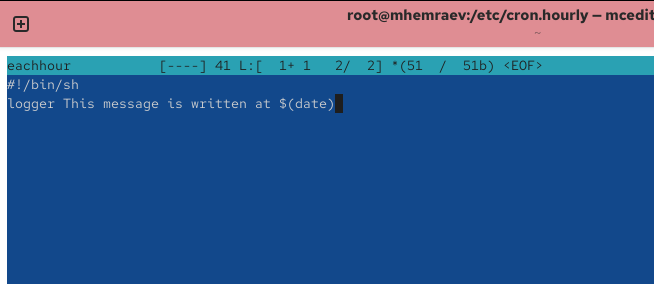 root@mhemraev:/etc/cron.hourly — mcedit
~
eachhour [----] 41 L:[ 1+ 1 2/ 2] *(51 / 51b) <EOF>
#!/bin/sh
logger This message is written at $(date)